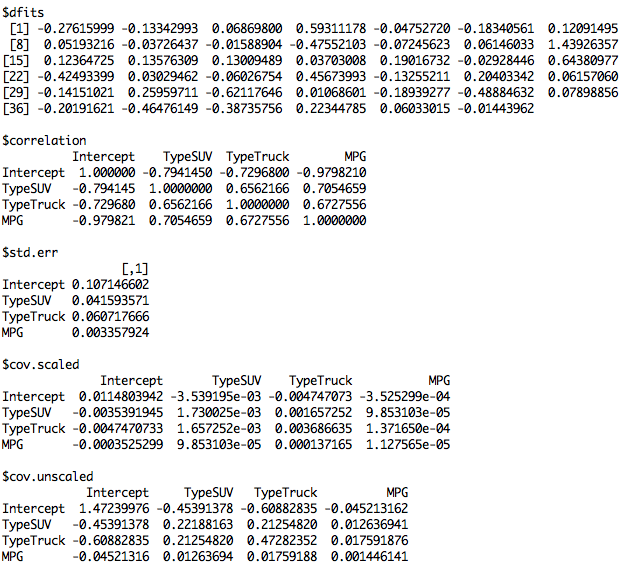 $dfits
 [1] -0.27615999 -0.13342993  0.06869800  0.59311178 -0.04752720 -0.18340561  0.12091495
 [8]  0.05193216 -0.03726437 -0.01588904 -0.47552103 -0.07245623  0.06146033  1.43926357
[15]  0.12364725  0.13576309  0.13009489  0.03703008  0.19016732 -0.02928446  0.64380977
[22] -0.42493399  0.03029462 -0.06026754  0.45673993 -0.13255211  0.20403342  0.06157060
[29] -0.14151021  0.25959711 -0.62117646  0.01068601 -0.18939277 -0.48884632  0.07898856
[36] -0.20191621 -0.46476149 -0.38735756  0.22344785  0.06033015 -0.01443962
$correlation
          Intercept    TypeSUV  TypeTruck        MPG
Intercept  1.000000 -0.7941450 -0.7296800 -0.9798210
TypeSUV   -0.794145  1.0000000  0.6562166  0.7054659
TypeTruck -0.729680  0.6562166  1.0000000  0.6727556
MPG       -0.979821  0.7054659  0.6727556  1.0000000
$std.err
                 [,1]
Intercept 0.107146602
TypeSUV   0.041593571
TypeTruck 0.060717666
MPG       0.003357924
$cov.scaled
              Intercept       TypeSUV    TypeTruck           MPG
Intercept  0.0114803942 -3.539195e-03 -0.004747073 -3.525299e-04
TypeSUV   -0.0035391945  1.730025e-03  0.001657252  9.853103e-05
TypeTruck -0.0047470733  1.657252e-03  0.003686635  1.371650e-04
MPG       -0.0003525299  9.853103e-05  0.000137165  1.127565e-05
$cov.unscaled
            Intercept     TypeSUV   TypeTruck          MPG
Intercept  1.47239976 -0.45391378 -0.60882835 -0.045213162
TypeSUV   -0.45391378  0.22188163  0.21254820  0.012636941
TypeTruck -0.60882835  0.21254820  0.47282352  0.017591876
MPG       -0.04521316  0.01263694  0.01759188  0.001446141